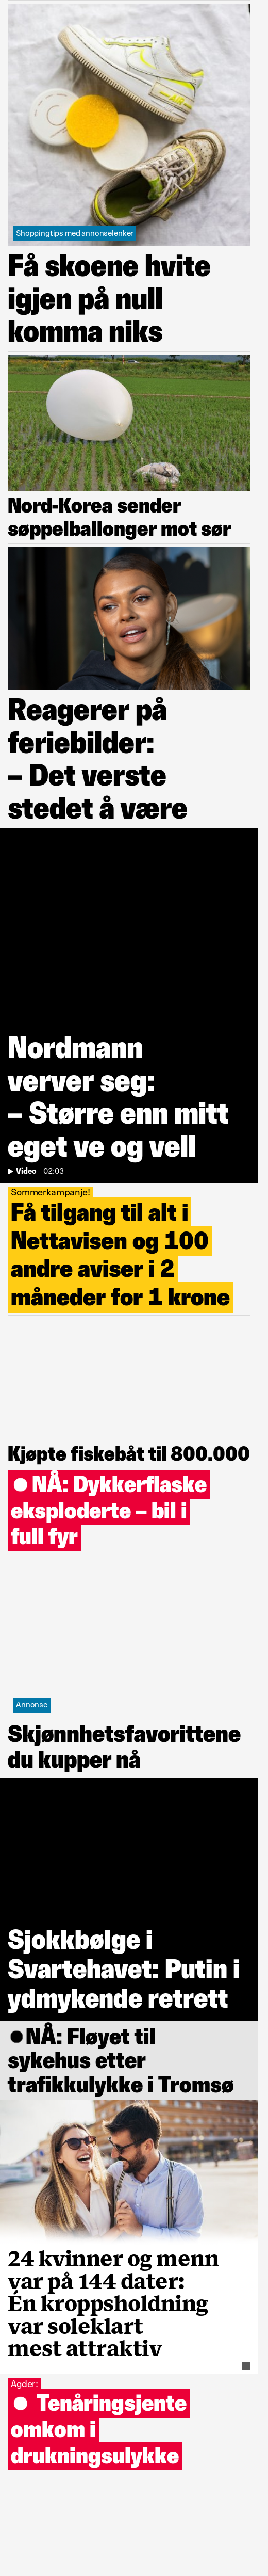 Shoppingtips med annonselenker
Få skoene hvite
igjen på null
komma niks
Nord-Korea sender
søppelballonger mot sør
Reagerer på
feriebilder:
– Det verste
stedet å være
Nordmann
verver seg:
– Større enn mitt
eget ve og vell
Video | 02:03
Sommerkampanje!
Få tilgang til alt i
Nettavisen og 100
andre aviser i 2
måneder for 1 krone
Kjøpte fiskebåt til 800.000
NÅ: Dykkerflaske
eksploderte – bil i
full fyr
Annonse
Skjønnhetsfavorittene
du kupper nå
Sjokkbølge i
Svartehavet: Putin i
ydmykende retrett
NÅ: Fløyet til
sykehus etter
trafikkulykke i Tromsø
24 kvinner og menn
var på 144 dater:
Én kroppsholdning
var soleklart
mest attraktiv
Agder:
Tenåringsjente
omkom i
drukningsulykke